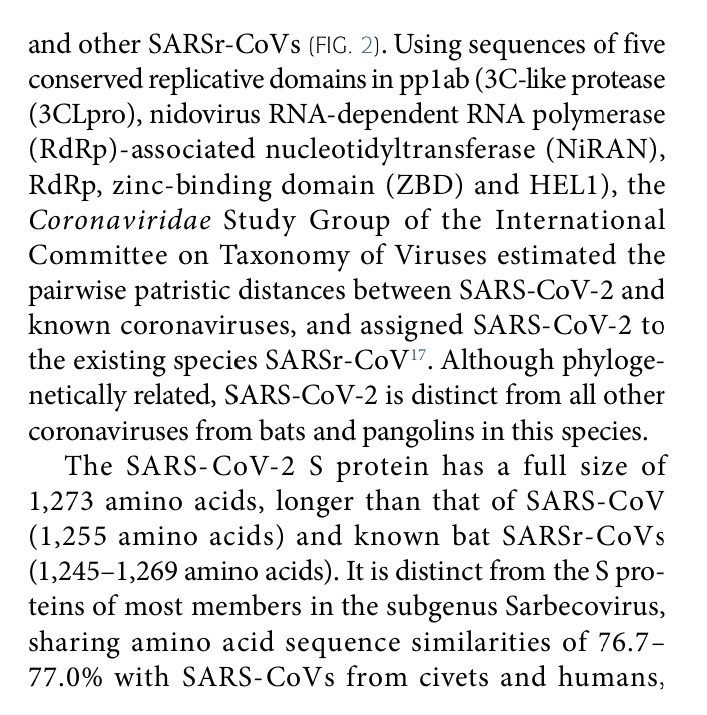 and other SARSr-CoVs (FIG. 2). Using sequences of five
conserved replicative domains in pp1ab (3C-like protease
(3CLpro), nidovirus RNA-dependent RNA polymerase
(RdRp)-associated nucleotidyltransferase (NiRAN),
RdRp, zinc-binding domain (ZBD) and HEL1), the
Coronaviridae Study Group of the International
Committee on Taxonomy of Viruses estimated the
pairwise patristic distances between SARS-CoV-2 and
known coronaviruses, and assigned SARS-CoV-2 to
the existing species SARSr-CoV17. Although phyloge-
netically related, SARS-CoV-2 is distinct from all other
coronaviruses from bats and pangolins in this species.
The SARS-CoV-2 S protein has a full size of
1,273 amino acids, longer than that of SARS-CoV
(1,255 amino acids) and known bat SARSr-CoVs
(1,245–1,269 amino acids). It is distinct from the S pro-
teins of most members in the subgenus Sarbecovirus,
sharing amino acid sequence similarities of 76.7–
77.0% with SARS-CoVs from civets and humans,